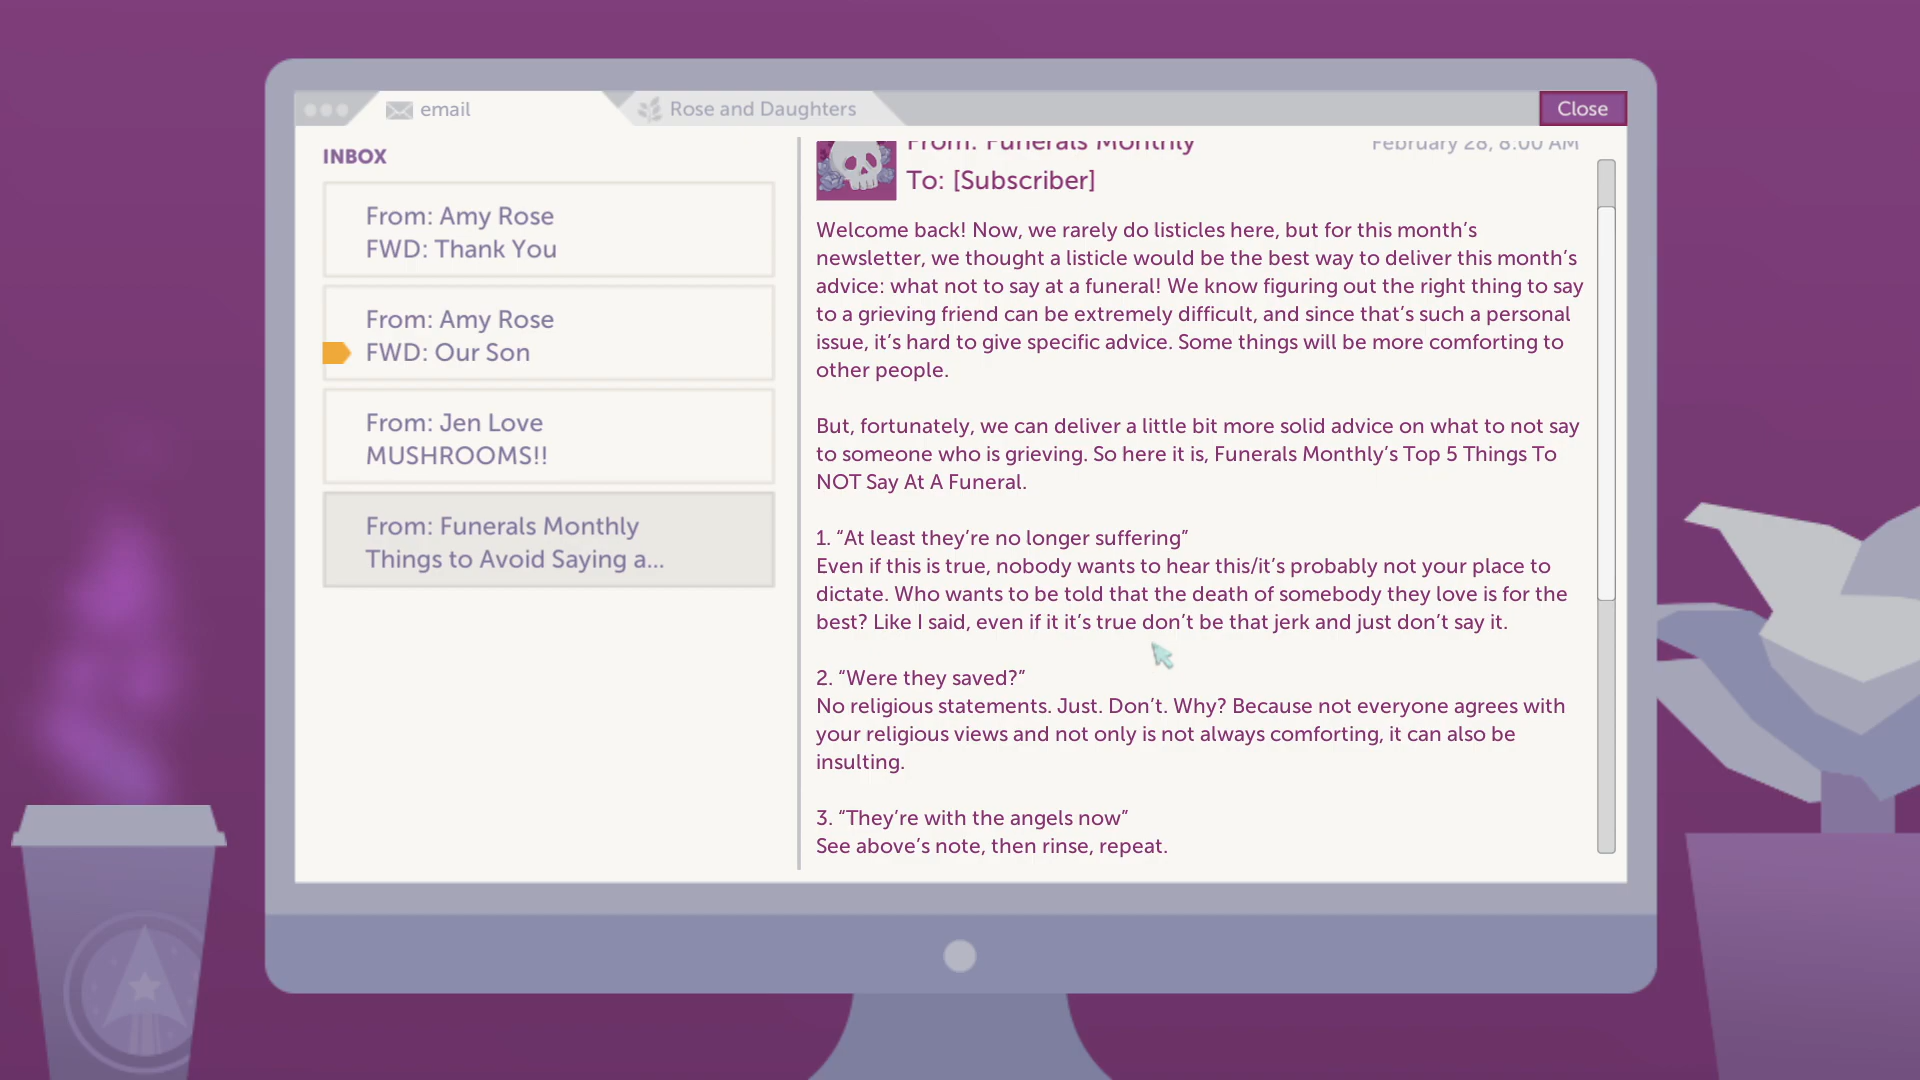 email
Rose and Daughters
Close
INBOX
From: Amy Rose
FWD: Thank You
From: Amy Rose
FWD: Our Son
From: Jen Love
MUSHROOMS!!
From: Funerals Monthly
Things to Avoid Saying a...
From: Funerals Monthly
February 28, 8:00 AM
To: [Subscriber]
Welcome back! Now, we rarely do listicles here, but for this month’s
newsletter, we thought a listicle would be the best way to deliver this month’s
advice: what not to say at a funeral! We know figuring out the right thing to say
to a grieving friend can be extremely difficult, and since that’s such a personal
issue, it’s hard to give specific advice. Some things will be more comforting to
other people.
But, fortunately, we can deliver a little bit more solid advice on what to not say
to someone who is grieving. So here it is, Funerals Monthly’s Top 5 Things To
NOT Say At A Funeral.
1. “At least they’re no longer suffering”
Even if this is true, nobody wants to hear this/it’s probably not your place to
dictate. Who wants to be told that the death of somebody they love is for the
best? Like I said, even if it it’s true don’t be that jerk and just don’t say it.
2. “Were they saved?”
No religious statements. Just. Don’t. Why? Because not everyone agrees with
your religious views and not only is not always comforting, it can also be
insulting.
3. “They’re with the angels now”
See above’s note, then rinse, repeat.